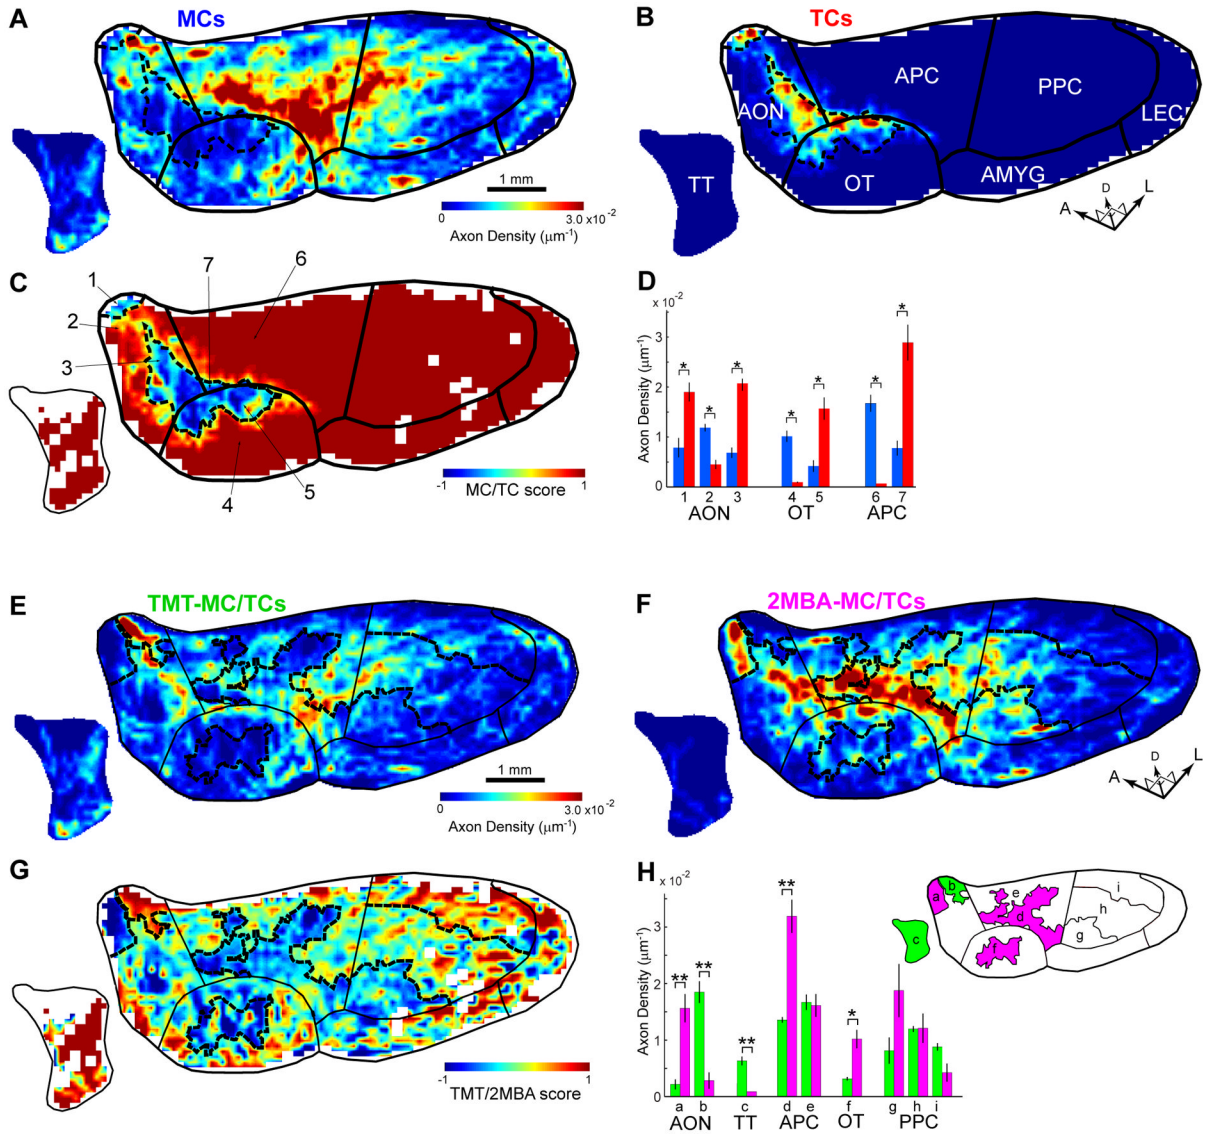 A
MCs
1 mm
0
3.0 x10⁻²
Axon Density (µm⁻¹)
B
TCs
APC
PPC
AON
LEC
TT
OT
AMYG
A
D
L
C
1
2
3
7
6
4
5
-1
1
MC/TC score
D
x 10⁻²
Axon Density (µm⁻¹)
3
2
1
0
*
*
*
*
*
*
*
1 2 3 4 5 6 7
AON OT APC
E
TMT-MC/TCs
1 mm
0
3.0 x10⁻²
Axon Density (µm⁻¹)
F
2MBA-MC/TCs
A
D
L
G
-1
1
TMT/2MBA score
H
x 10⁻²
Axon Density (µm⁻¹)
3
2
1
0
**
**
**
**
*
a b c d e f g h i
AON TT APC OT PPC
a
b
c
e
d
f
i
h
g